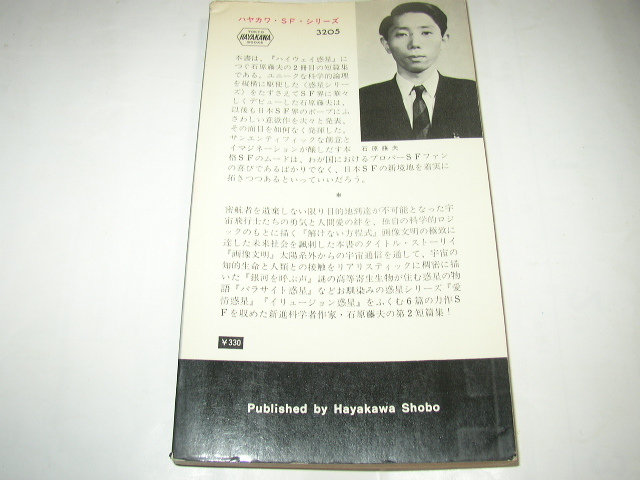 ハヤカワ・SF・シリーズ
TOKYO
HAYAKAWA
BOOKS
3205
本書は、『ハイウェイ惑星』に
つぐ石原藤夫の2冊目の短篇集
である。ユニークな科学的論理
を縦横に駆使した《惑星シリー
ズ》をたずさえてSF界に華々
しくデビューした石原藤夫は、
以後も日本SF界のホープにふ
さわしい意欲作を次々と発表、
その面目を如何なく発揮した。
サンエンティフィックな創意と
イマジネーションが醸しだす本
格SFのムードは、わが国におけるプロパーSFファン
の喜びであるばかりでなく、日本SFの新境地を着実に
拓きつつあるといっていいだろう。
石原藤夫
*
密航者を遺棄しない限り目的地到達が不可能となった宇
宙飛行士たちの勇気と人間愛の絆を、独自の科学的ロジ
ックのもとに描く『解けない方程式』画像文明の極致に
達した未来社会を諷刺した本書のタイトル・ストーリイ
『画像文明』太陽系外からの宇宙通信を通して、宇宙の
知的生命と人類との接触をリアリスティックに稠密に描
いた『銀河を呼ぶ声』謎の高等寄生生物が住む惑星の物
語『パラサイト惑星』などお馴染みの惑星シリーズ『愛
情惑星』『イリュージョン惑星』をふくむ6篇の力作S
Fを収めた新進科学者作家・石原藤夫の第2短篇集!
¥330
Published by Hayakawa Shobo